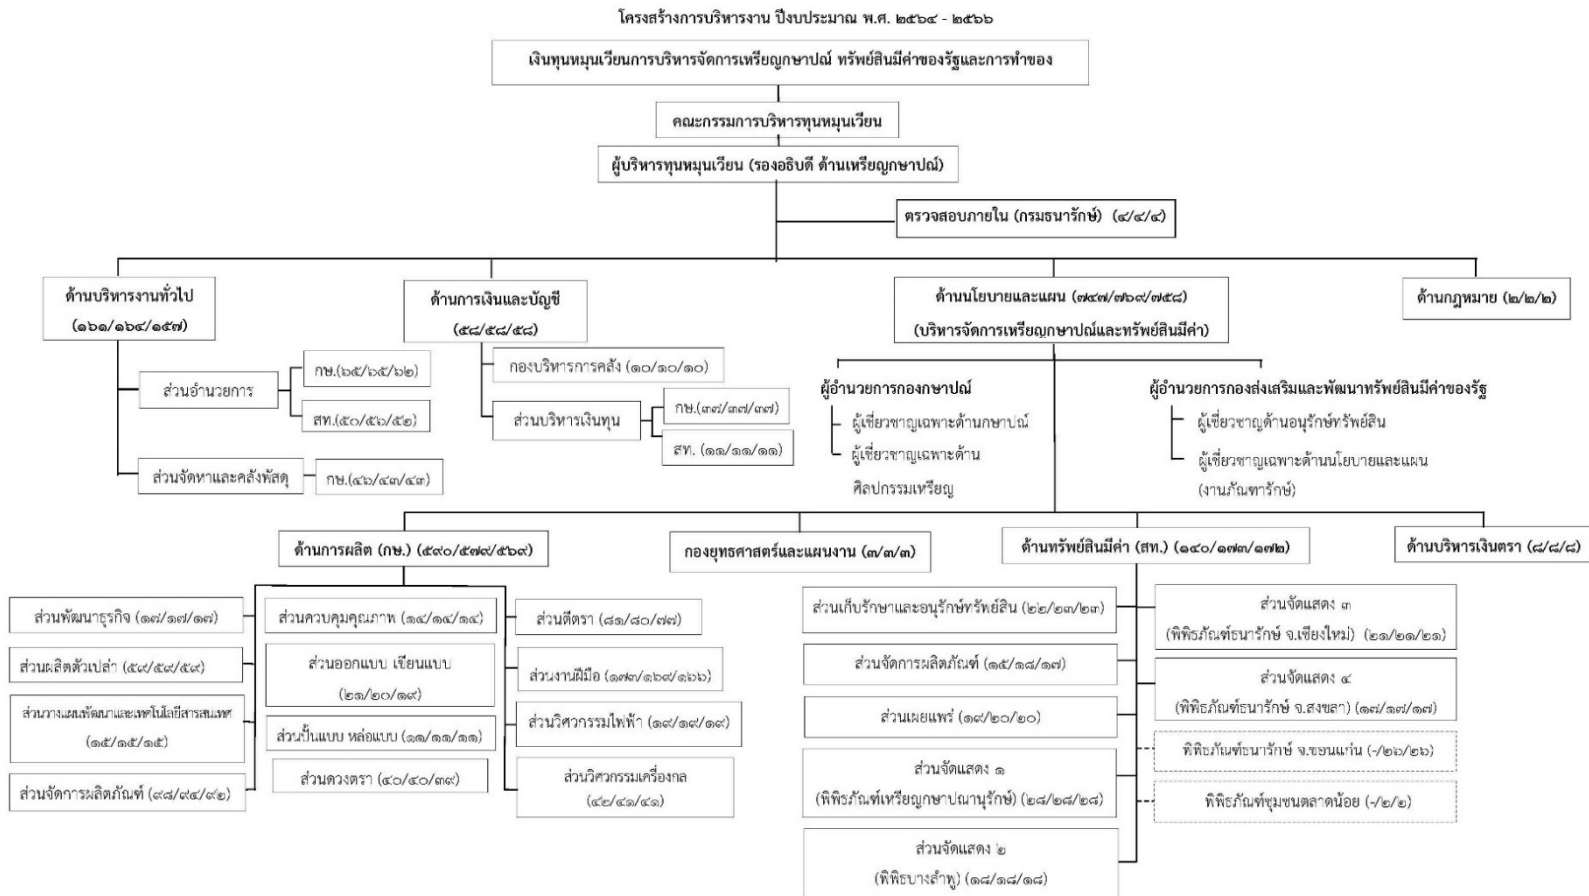 โครงสร้างการบริหารงาน ปีงบประมาณ พ.ศ. ๒๕๖๔ - ๒๕๖๖
เงินทุนหมุนเวียนการบริหารจัดการเหรียญกษาปณ์ ทรัพย์สินมีค่าของรัฐและการทำของ
คณะกรรมการบริหารทุนหมุนเวียน
ผู้บริหารทุนหมุนเวียน (รองอธิบดี ด้านเหรียญกษาปณ์)
ตรวจสอบภายใน (กรมธนารักษ์) (๔/๔/๔)
ด้านบริหารงานทั่วไป
(๑๖๑/๑๖๔/๑๕๗)
ด้านการเงินและบัญชี
(๕๘/๕๘/๕๘)
ด้านนโยบายและแผน (๗๔๗/๗๖๙/๗๕๘)
(บริหารจัดการเหรียญกษาปณ์และทรัพย์สินมีค่า)
ด้านกฎหมาย (๒/๒/๒)
ส่วนอำนวยการ
กษ.(๖๕/๖๕/๖๒)
สท.(๕๐/๕๖/๕๒)
ส่วนจัดหาและคลังพัสดุ
กษ.(๔๖/๔๓/๔๓)
กองบริหารการคลัง (๑๐/๑๐/๑๐)
ส่วนบริหารเงินทุน
กษ.(๓๗/๓๗/๓๗)
สท. (๑๑/๑๑/๑๑)
ผู้อำนวยการกองกษาปณ์
ผู้เชี่ยวชาญเฉพาะด้านกษาปณ์
ผู้เชี่ยวชาญเฉพาะด้าน
ศิลปกรรมเหรียญ
ผู้อำนวยการกองส่งเสริมและพัฒนาทรัพย์สินมีค่าของรัฐ
ผู้เชี่ยวชาญด้านอนุรักษ์ทรัพย์สิน
ผู้เชี่ยวชาญเฉพาะด้านนโยบายและแผน
(งานภัณฑารักษ์)
ด้านการผลิต (กษ.) (๕๙๐/๕๗๙/๕๖๙)
กองยุทธศาสตร์และแผนงาน (๓/๓/๓)
ด้านทรัพย์สินมีค่า (สท.) (๑๔๐/๑๗๓/๑๗๒)
ด้านบริหารเงินตรา (๘/๘/๘)
ส่วนพัฒนาธุรกิจ (๑๗/๑๗/๑๗)
ส่วนผลิตตัวเปล่า (๕๙/๕๙/๕๙)
ส่วนวางแผนพัฒนาและเทคโนโลยีสารสนเทศ
(๑๕/๑๕/๑๕)
ส่วนจัดการผลิตภัณฑ์ (๙๘/๙๔/๙๒)
ส่วนควบคุมคุณภาพ (๑๔/๑๔/๑๔)
ส่วนออกแบบ เขียนแบบ
(๒๑/๒๐/๑๙)
ส่วนปั้นแบบ หล่อแบบ (๑๑/๑๑/๑๑)
ส่วนดวงตรา (๔๐/๔๐/๓๙)
ส่วนตีตรา (๘๑/๘๐/๗๗)
ส่วนงานฝีมือ (๑๗๓/๑๖๙/๑๖๖)
ส่วนวิศวกรรมไฟฟ้า (๑๙/๑๙/๑๙)
ส่วนวิศวกรรมเครื่องกล
(๔๒/๔๑/๔๑)
ส่วนเก็บรักษาและอนุรักษ์ทรัพย์สิน (๒๒/๒๓/๒๓)
ส่วนจัดการผลิตภัณฑ์ (๑๕/๑๘/๑๗)
ส่วนเผยแพร่ (๑๙/๒๐/๒๐)
ส่วนจัดแสดง ๑
(พิพิธภัณฑ์เหรียญกษาปณานุรักษ์) (๒๘/๒๘/๒๘)
ส่วนจัดแสดง ๒
(พิพิธบางลำพู) (๑๘/๑๘/๑๘)
ส่วนจัดแสดง ๓
(พิพิธภัณฑ์ธนารักษ์ จ.เชียงใหม่) (๒๑/๒๑/๒๑)
ส่วนจัดแสดง ๔
(พิพิธภัณฑ์ธนารักษ์ จ.สงขลา) (๑๗/๑๗/๑๗)
พิพิธภัณฑ์ธนารักษ์ จ.ขอนแก่น (-/๒๖/๒๖)
พิพิธภัณฑ์ชุมชนตลาดน้อย (-/๒/๒)